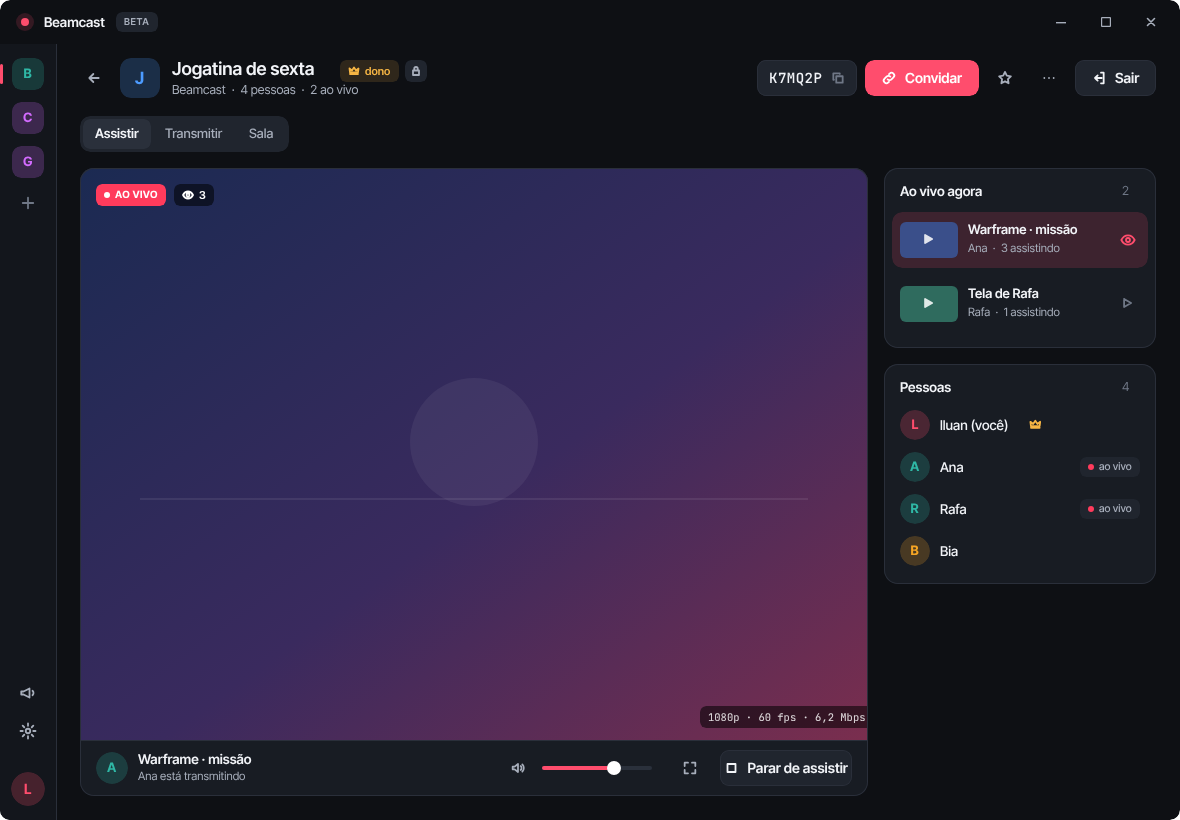 Beamcast BETA
B
C
G
L
J
Jogatina de sexta
dono
Beamcast · 4 pessoas · 2 ao vivo
K7MQ2P
Convidar
Sair
Assistir
Transmitir
Sala
AO VIVO
3
1080p · 60 fps · 6,2 Mbps
A
Warframe · missão
Ana está transmitindo
Parar de assistir
Ao vivo agora
2
Warframe · missão
Ana · 3 assistindo
Tela de Rafa
Rafa · 1 assistindo
Pessoas
4
L
lluan (você)
A
Ana
ao vivo
R
Rafa
ao vivo
B
Bia